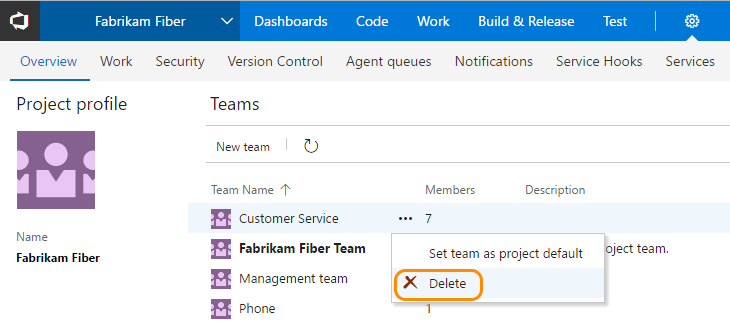 Fabrikam Fiber Dashboards Code Work Build & Release Test
Overview Work Security Version Control Agent queues Notifications Service Hooks Services
Project profile
Teams
New team
Team Name Members Description
Customer Service ••• 7
Fabrikam Fiber Team oject team.
Set team as project default
Management team
Delete
Phone 1
Name
Fabrikam Fiber